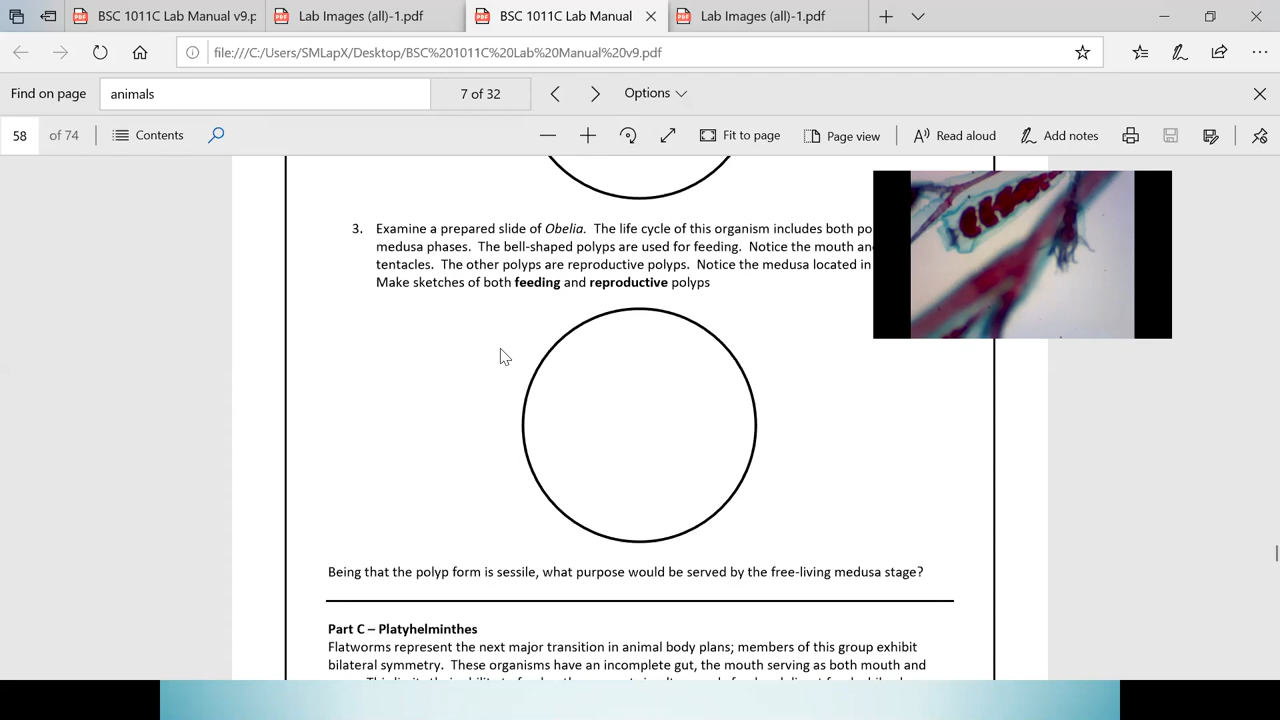 BSC 1011C Lab Manual v9.p
Lab Images (all)-1.pdf
BSC 1011C Lab Manual
Lab Images (all)-1.pdf
file:///C:/Users/SMLapX/Desktop/BSC%201011C%20Lab%20Manual%20v9.pdf
Find on page animals 7 of 32 Options
58 of 74 Contents Fit to page Page view Read aloud Add notes
3. Examine a prepared slide of Obelia. The life cycle of this organism includes both
medusa phases. The bell-shaped polyps are used for feeding. Notice the mouth
tentacles. The other polyps are reproductive polyps. Notice the medusa located in
Make sketches of both feeding and reproductive polyps
Being that the polyp form is sessile, what purpose would be served by the free-living medusa stage?
Part C – Platyhelminthes
Flatworms represent the next major transition in animal body plans; members of this group exhibit
bilateral symmetry. These organisms have an incomplete gut, the mouth serving as both mouth and